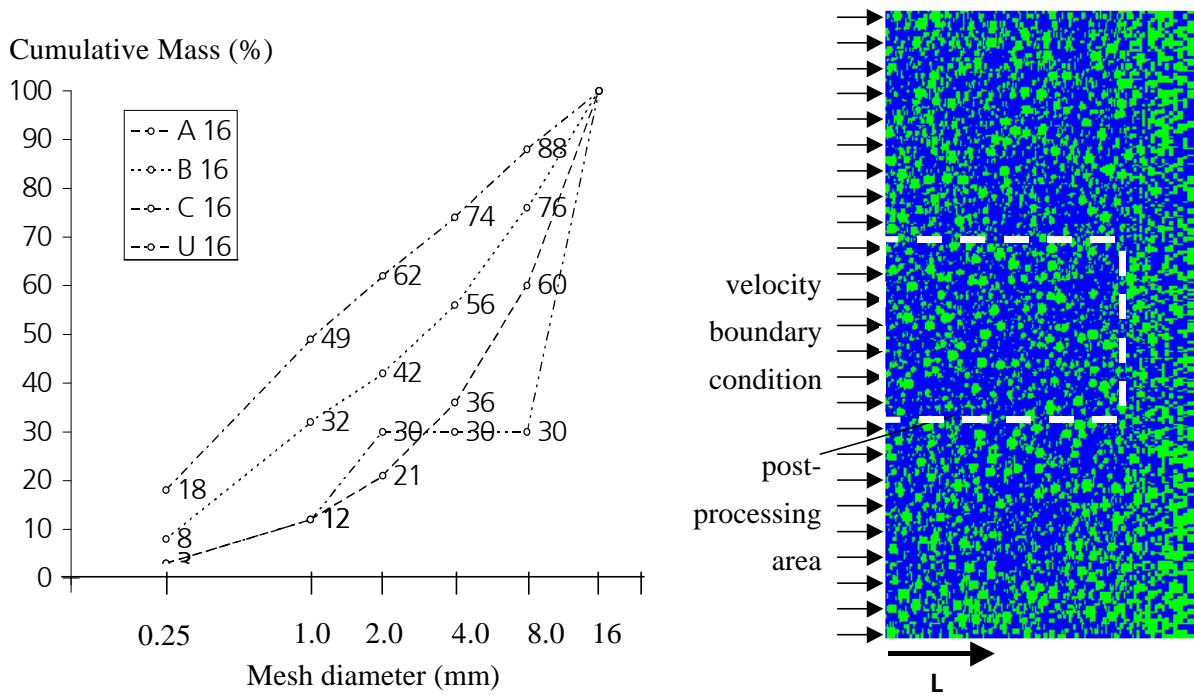 Cumulative Mass (%)
100
90
80
70
60
50
40
30
20
10
0
A 16
B 16
C 16
U 16
88
74
76
62
60
56
49
42
36
32
30
30
30
21
18
12
8
3
0.25
1.0
2.0
4.0
8.0
16
Mesh diameter (mm)
velocity
boundary
condition
post-
processing
area
L